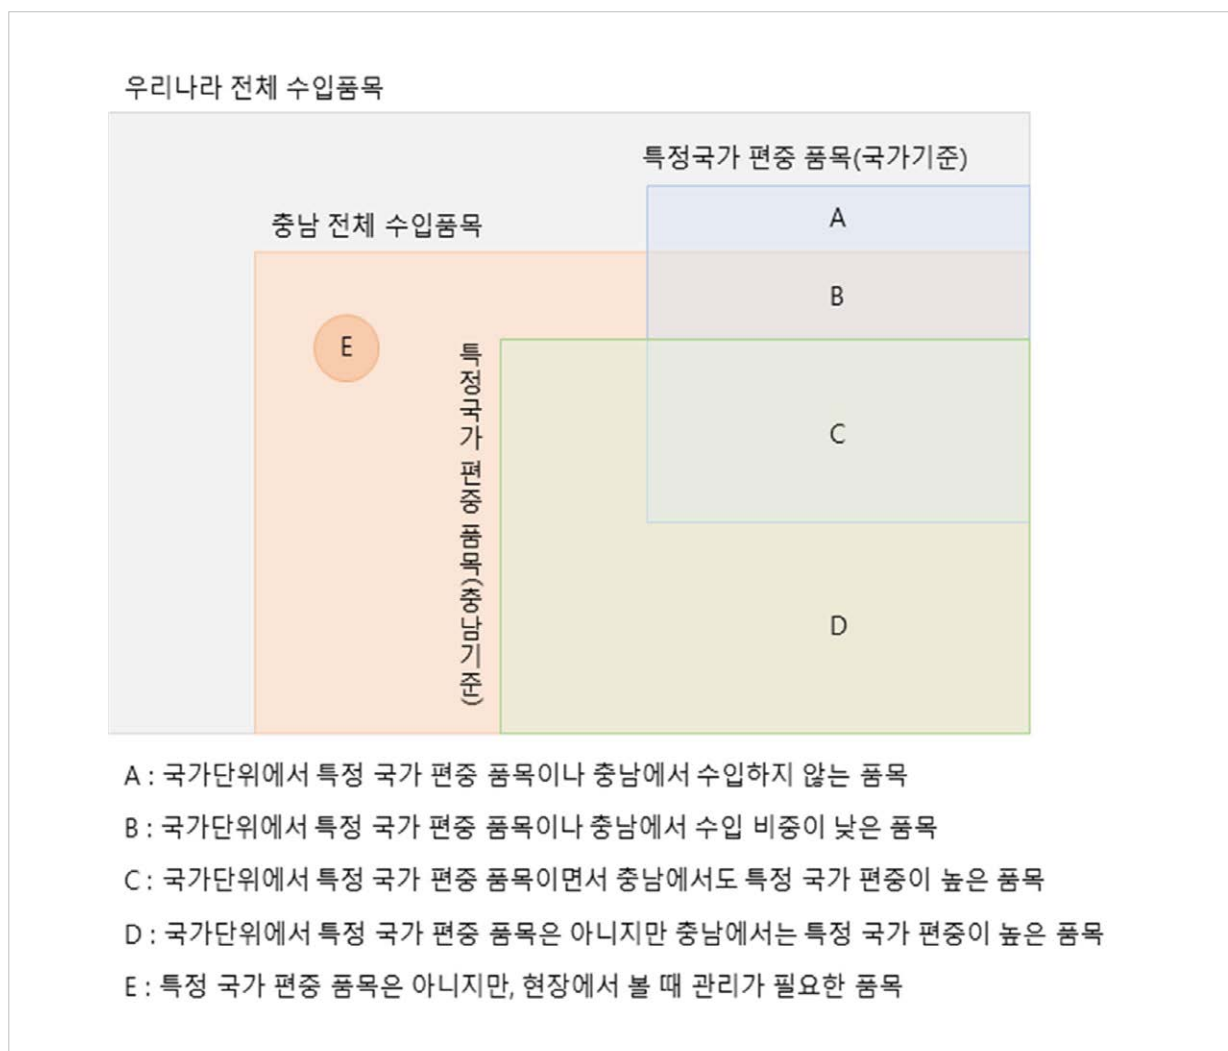 우리나라 전체 수입품목
특정국가 편중 품목(국가기준)
A
충남 전체 수입품목
B
E
특정국가 편중 품목(충남기준)
C
D
A : 국가단위에서 특정 국가 편중 품목이나 충남에서 수입하지 않는 품목
B : 국가단위에서 특정 국가 편중 품목이나 충남에서 수입 비중이 낮은 품목
C : 국가단위에서 특정 국가 편중 품목이면서 충남에서도 특정 국가 편중이 높은 품목
D : 국가단위에서 특정 국가 편중 품목은 아니지만 충남에서는 특정 국가 편중이 높은 품목
E : 특정 국가 편중 품목은 아니지만, 현장에서 볼 때 관리가 필요한 품목